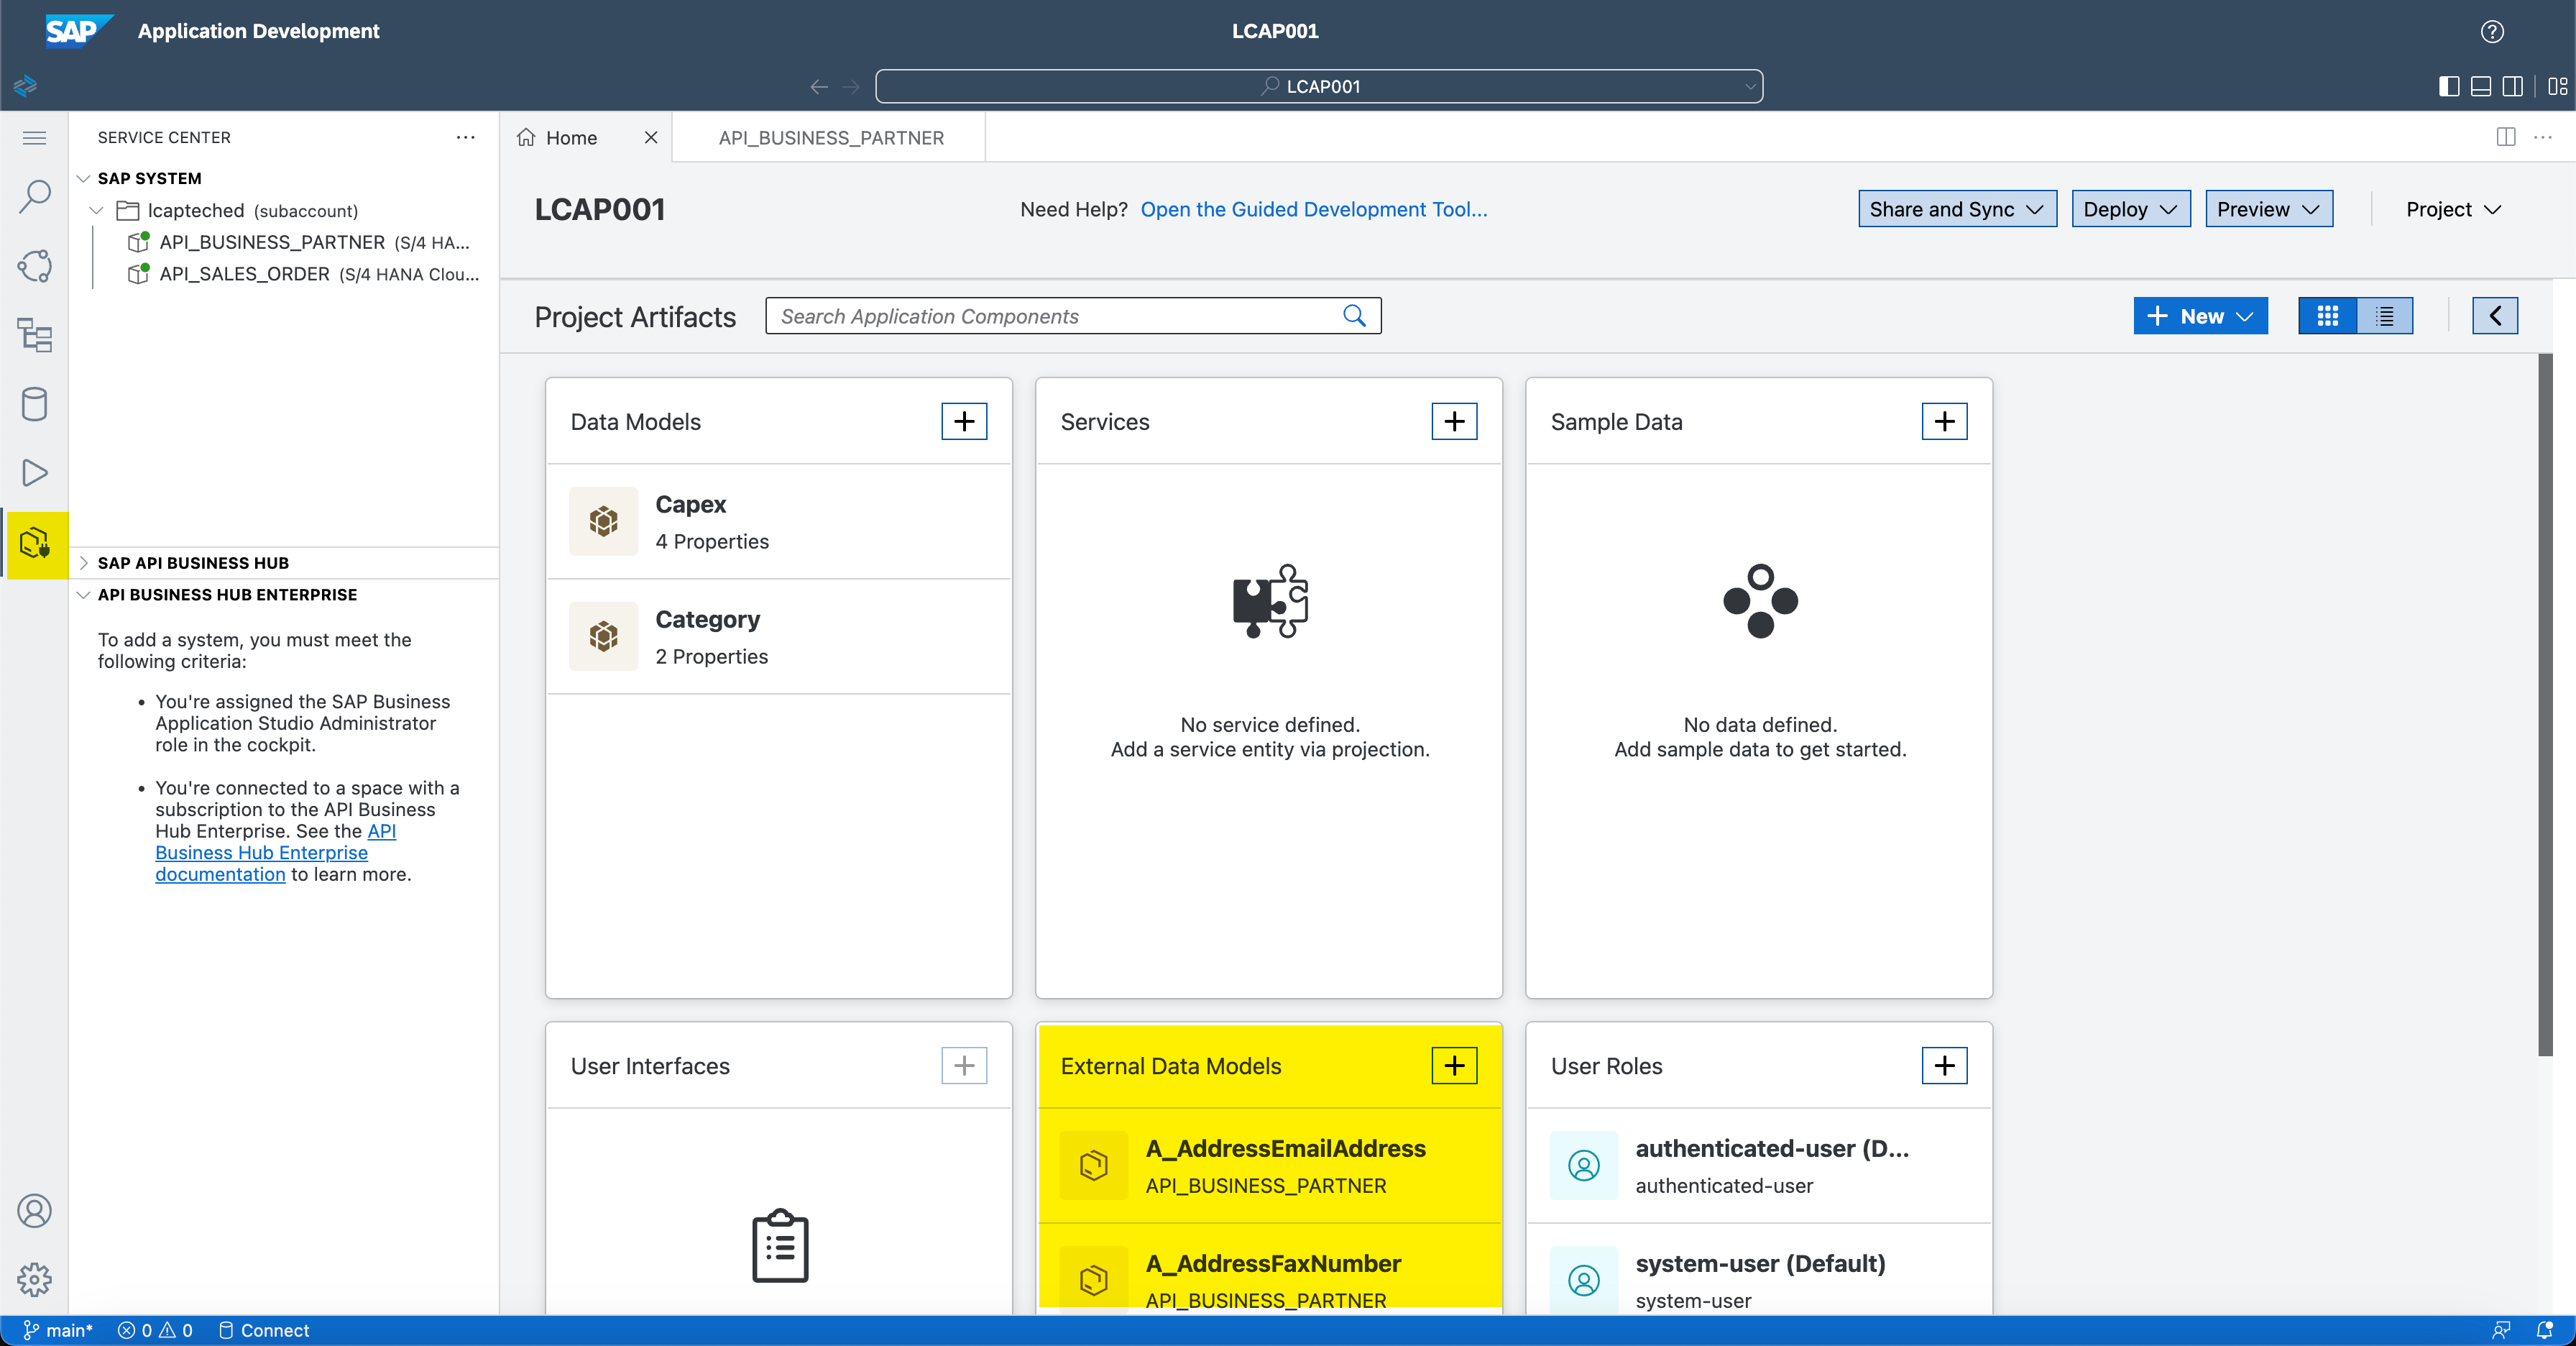 SAP Application Development
LCAP001
LCAP001
SERVICE CENTER
SAP SYSTEM
lcapteched (subaccount)
API_BUSINESS_PARTNER (S/4 HA...
API_SALES_ORDER (S/4 HANA Clou...
SAP API BUSINESS HUB
API BUSINESS HUB ENTERPRISE
To add a system, you must meet the
following criteria:
• You're assigned the SAP Business
Application Studio Administrator
role in the cockpit.
• You're connected to a space with a
subscription to the API Business
Hub Enterprise. See the API
Business Hub Enterprise
documentation to learn more.
Home
API_BUSINESS_PARTNER
LCAP001
Need Help? Open the Guided Development Tool...
Share and Sync
Deploy
Preview
Project
Project Artifacts
Search Application Components
New
Data Models
Capex
4 Properties
Category
2 Properties
Services
No service defined.
Add a service entity via projection.
Sample Data
No data defined.
Add sample data to get started.
User Interfaces
External Data Models
A_AddressEmailAddress
API_BUSINESS_PARTNER
A_AddressFaxNumber
API_BUSINESS_PARTNER
User Roles
authenticated-user (D...
authenticated-user
system-user (Default)
system-user
main* 0 0 Connect